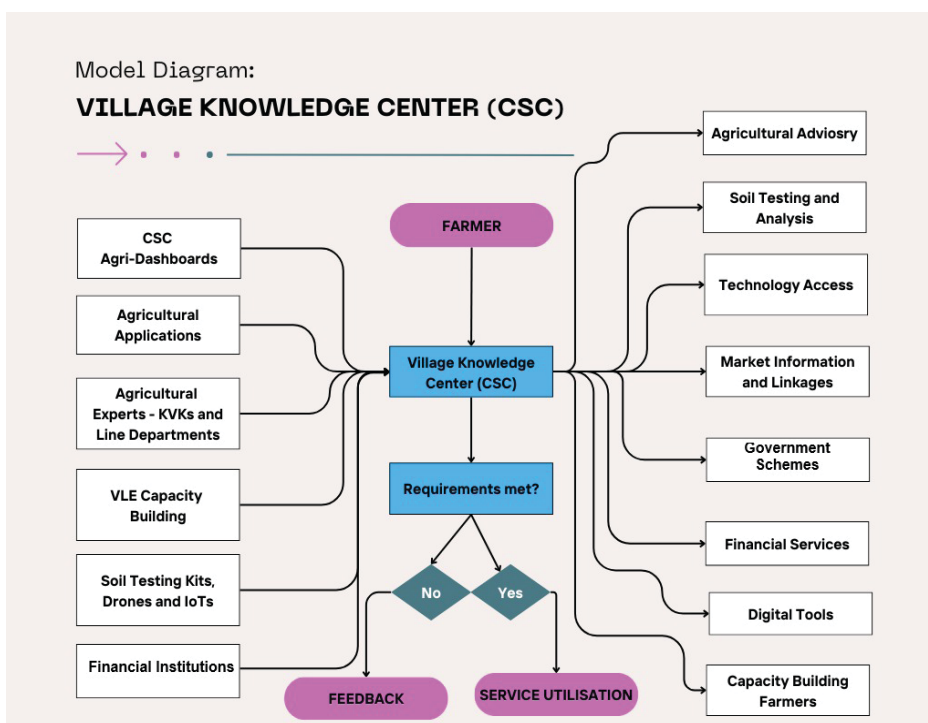 Model Diagram:
VILLAGE KNOWLEDGE CENTER (CSC)
CSC
Agri-Dashboards
Agricultural
Applications
Agricultural
Experts - KVKs and
Line Departments
VLE Capacity
Building
Soil Testing Kits,
Drones and IoTs
Financial Institutions
FARMER
Village Knowledge
Center (CSC)
Requirements met?
No
Yes
FEEDBACK
SERVICE UTILISATION
Agricultural Adviosry
Soil Testing and
Analysis
Technology Access
Market Information
and Linkages
Government
Schemes
Financial Services
Digital Tools
Capacity Building
Farmers